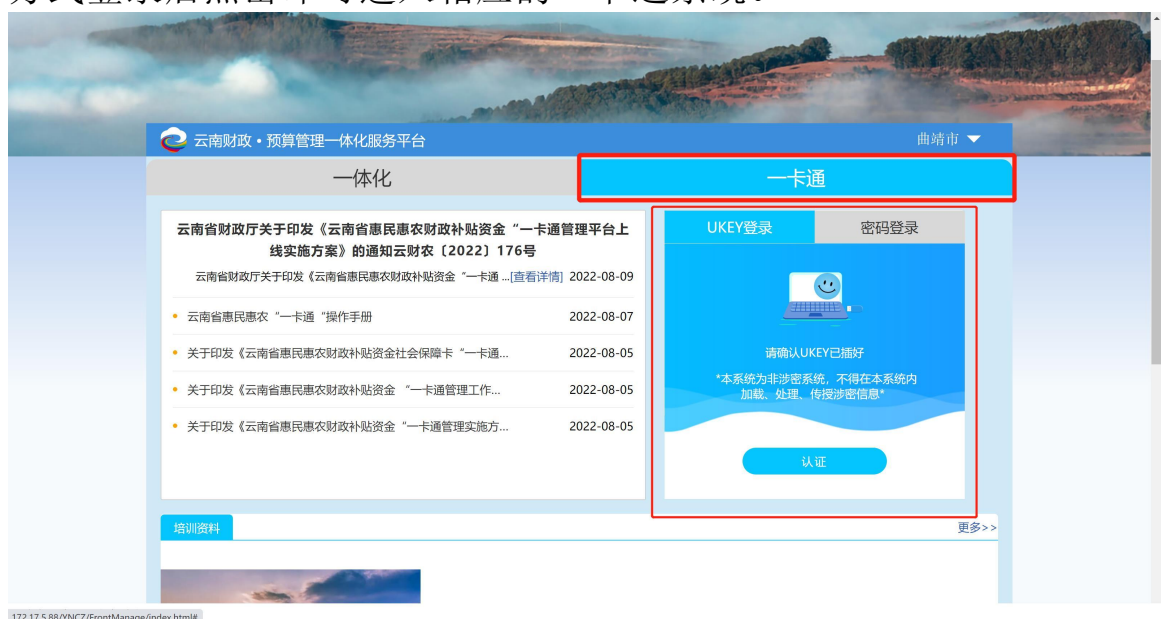 云南财政·预算管理一体化服务平台
曲靖市
一体化
一卡通
云南省财政厅关于印发《云南省惠民惠农财政补贴资金“一卡通管理平台上
线实施方案》的通知云财农〔2022〕176号
云南省财政厅关于印发《云南省惠民惠农财政补贴资金“一卡通 ...[查看详情] 2022-08-09
云南省惠民惠农“一卡通“操作手册 2022-08-07
关于印发《云南省惠民惠农财政补贴资金社会保障卡“一卡通... 2022-08-05
关于印发《云南省惠民惠农财政补贴资金 “一卡通管理工作... 2022-08-05
关于印发《云南省惠民惠农财政补贴资金“一卡通管理实施方... 2022-08-05
UKEY登录
密码登录
请确认UKEY已插好
*本系统为非涉密系统，不得在本系统内
加载、处理、传授涉密信息*
认证
培训资料
更多>>
172.17.5.88/YNCZ/FrontManage/index.html#